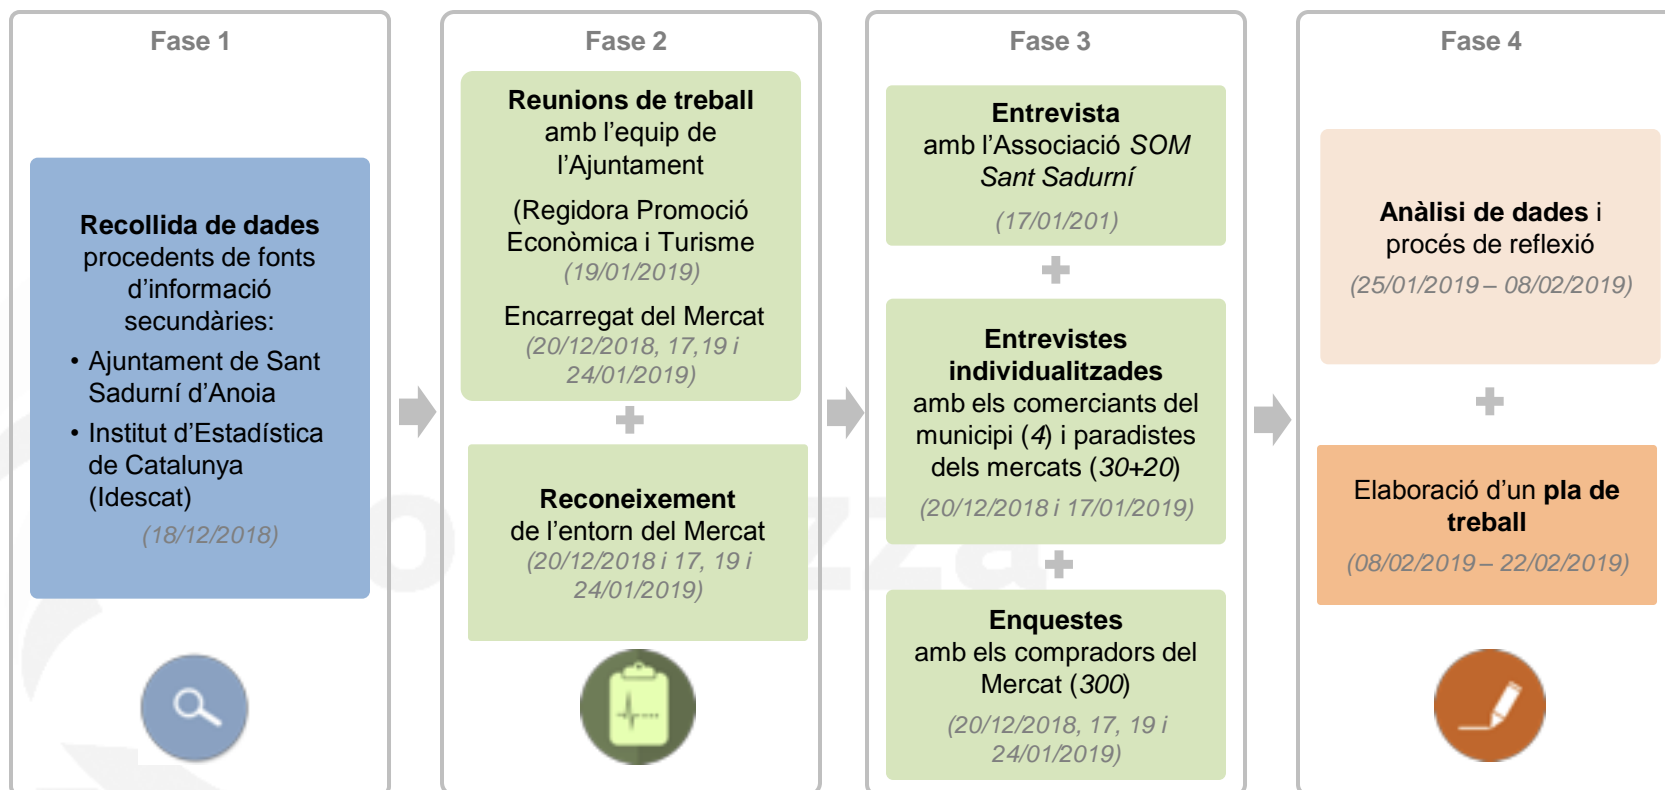 Fase 1
Recollida de dades
procedents de fonts
d’informació
secundàries:
• Ajuntament de Sant
Sadurní d’Anoia
• Institut d’Estadística
de Catalunya
(Idescat)
(18/12/2018)
Fase 2
Reunions de treball
amb l’equip de
l’Ajuntament
(Regidora Promoció
Econòmica i Turisme
(19/01/2019)
Encarregat del Mercat
(20/12/2018, 17,19 i
24/01/2019)
Reconeixement
de l’entorn del Mercat
(20/12/2018 i 17, 19 i
24/01/2019)
Fase 3
Entrevista
amb l’Associació SOM
Sant Sadurní
(17/01/201)
Entrevistes
individualitzades
amb els comerciants del
municipi (4) i paradistes
dels mercats (30+20)
(20/12/2018 i 17/01/2019)
Enquestes
amb els compradors del
Mercat (300)
(20/12/2018, 17, 19 i
24/01/2019)
Fase 4
Anàlisi de dades i
procés de reflexió
(25/01/2019 – 08/02/2019)
Elaboració d’un pla de
treball
(08/02/2019 – 22/02/2019)